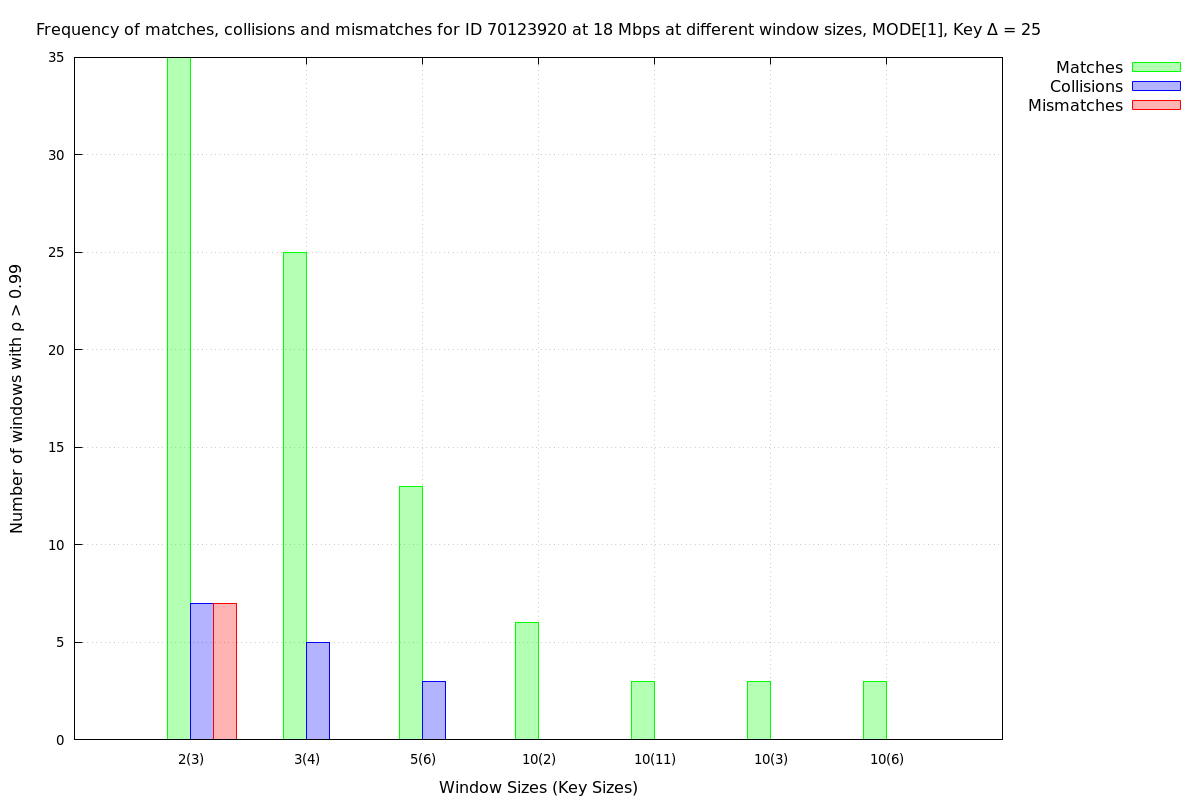 Frequency of matches, collisions and mismatches for ID 70123920 at 18 Mbps at different window sizes, MODE[1], Key Δ = 25
Matches
Collisions
Mismatches
Number of windows with ρ > 0.99
35
30
25
20
15
10
5
0
2(3) 3(4) 5(6) 10(2) 10(11) 10(3) 10(6)
Window Sizes (Key Sizes)